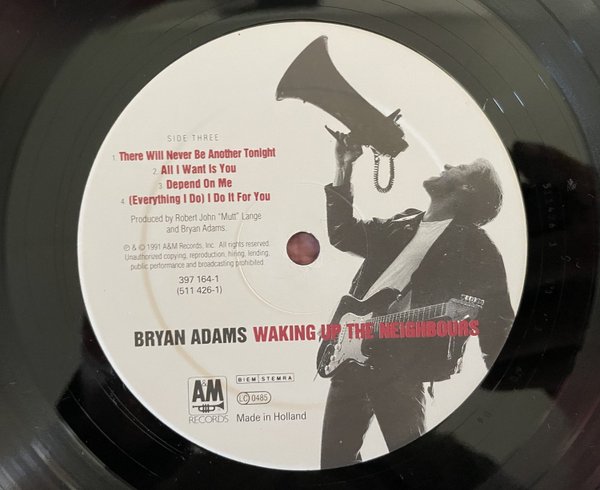 SIDE THREE
1. There Will Never Be Another Tonight
2. All I Want Is You
3. Depend On Me
4. (Everything I Do) I Do It For You
Produced by Robert John "Mutt" Lange
and Bryan Adams.
℗ & © 1991 A&M Records, Inc. All rights reserved.
Unauthorized copying, reproduction, hiring, lending,
public performance and broadcasting prohibited.
397 164-1
(511 426-1)
BRYAN ADAMS WAKING UP THE NEIGHBOURS
A&M
RECORDS
BIEM STEMRA
LC 0485
Made in Holland